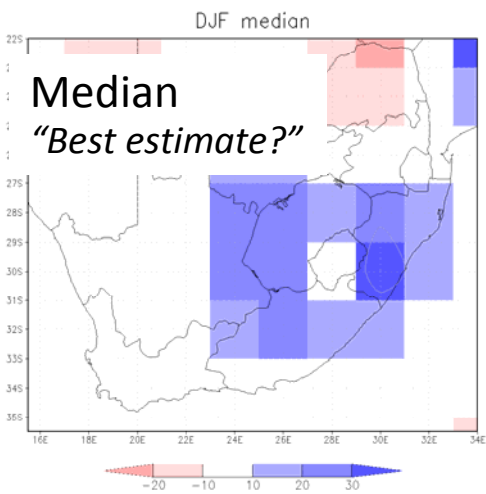 DJF median
22S
Median
“Best estimate?”
27S
28S
29S
30S
31S
32S
33S
34S
35S
16E 18E 20E 22E 24E 26E 28E 30E 32E 34E
-20 -10 10 20 30